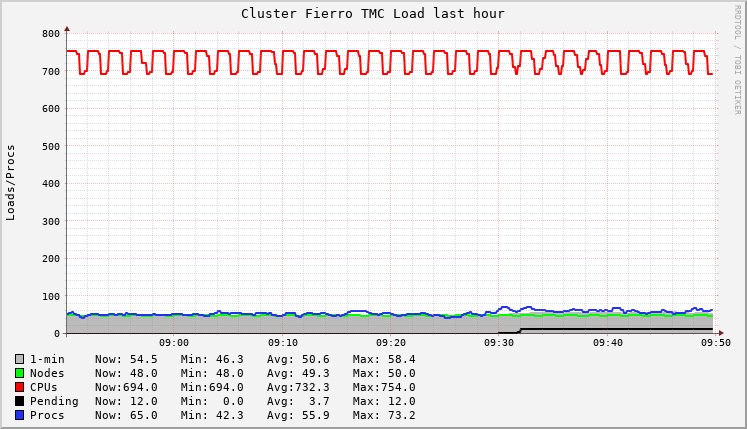 Cluster Fierro TMC Load last hour
RRDTOOL / TOBI OETIKER
Loads/Procs
800
700
600
500
400
300
200
100
0
09:00 09:10 09:20 09:30 09:40 09:50
1-min Now: 54.5 Min: 46.3 Avg: 50.6 Max: 58.4
Nodes Now: 48.0 Min: 48.0 Avg: 49.3 Max: 50.0
CPUs Now:694.0 Min:694.0 Avg:732.3 Max:754.0
Pending Now: 12.0 Min: 0.0 Avg: 3.7 Max: 12.0
Procs Now: 65.0 Min: 42.3 Avg: 55.9 Max: 73.2